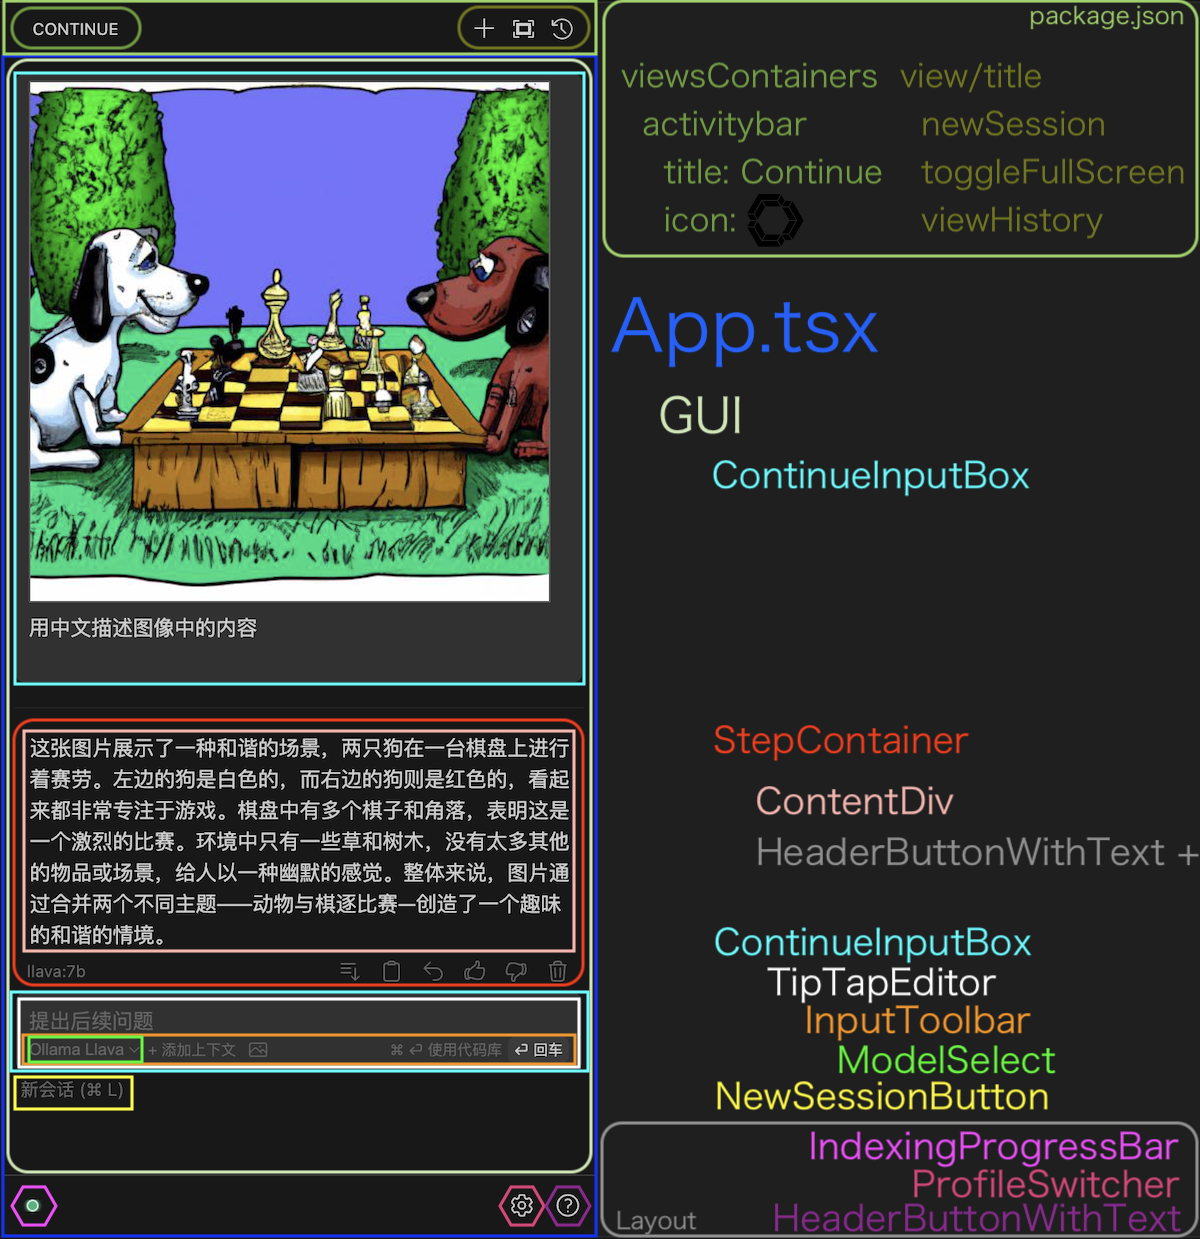 CONTINUE
用中文描述图像中的内容
这张图片展示了一种和谐的场景，两只狗在一台棋盘上进行
着赛劳。左边的狗是白色的，而右边的狗则是红色的，看起
来都非常专注于游戏。棋盘中有多个棋子和角落，表明这是
一个激烈的比赛。环境中只有一些草和树木，没有太多其他
的物品或场景，给人以一种幽默的感觉。整体来说，图片通
过合并两个不同主题——动物与棋逐比赛—创造了一个趣味
的和谐的情境。
llava:7b
提出后续问题
Ollama Llava + 添加上下文 ⌘ ⏎ 使用代码库 ⏎ 回车
新会话 (⌘ L)
package.json
viewsContainers view/title
activitybar newSession
title: Continue toggleFullScreen
icon: viewHistory
App.tsx
GUI
ContinueInputBox
StepContainer
ContentDiv
HeaderButtonWithText +
ContinueInputBox
TipTapEditor
InputToolbar
ModelSelect
NewSessionButton
IndexingProgressBar
ProfileSwitcher
Layout HeaderButtonWithText